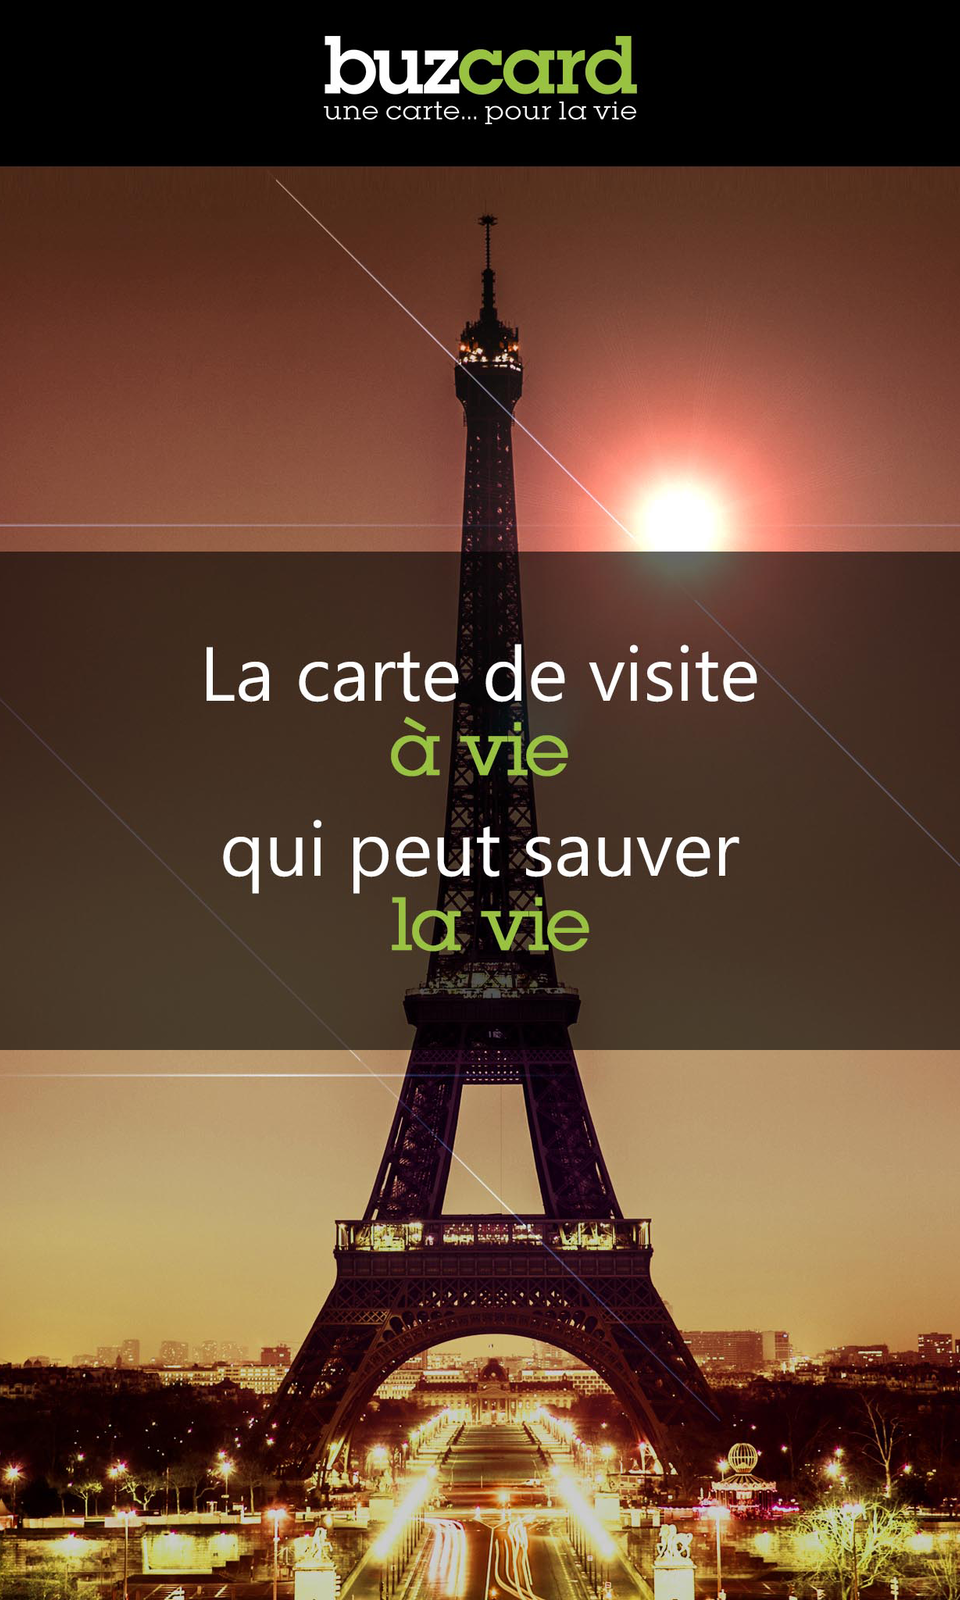 buzcard
une carte... pour la vie
La carte de visite
à vie
qui peut sauver
la vie